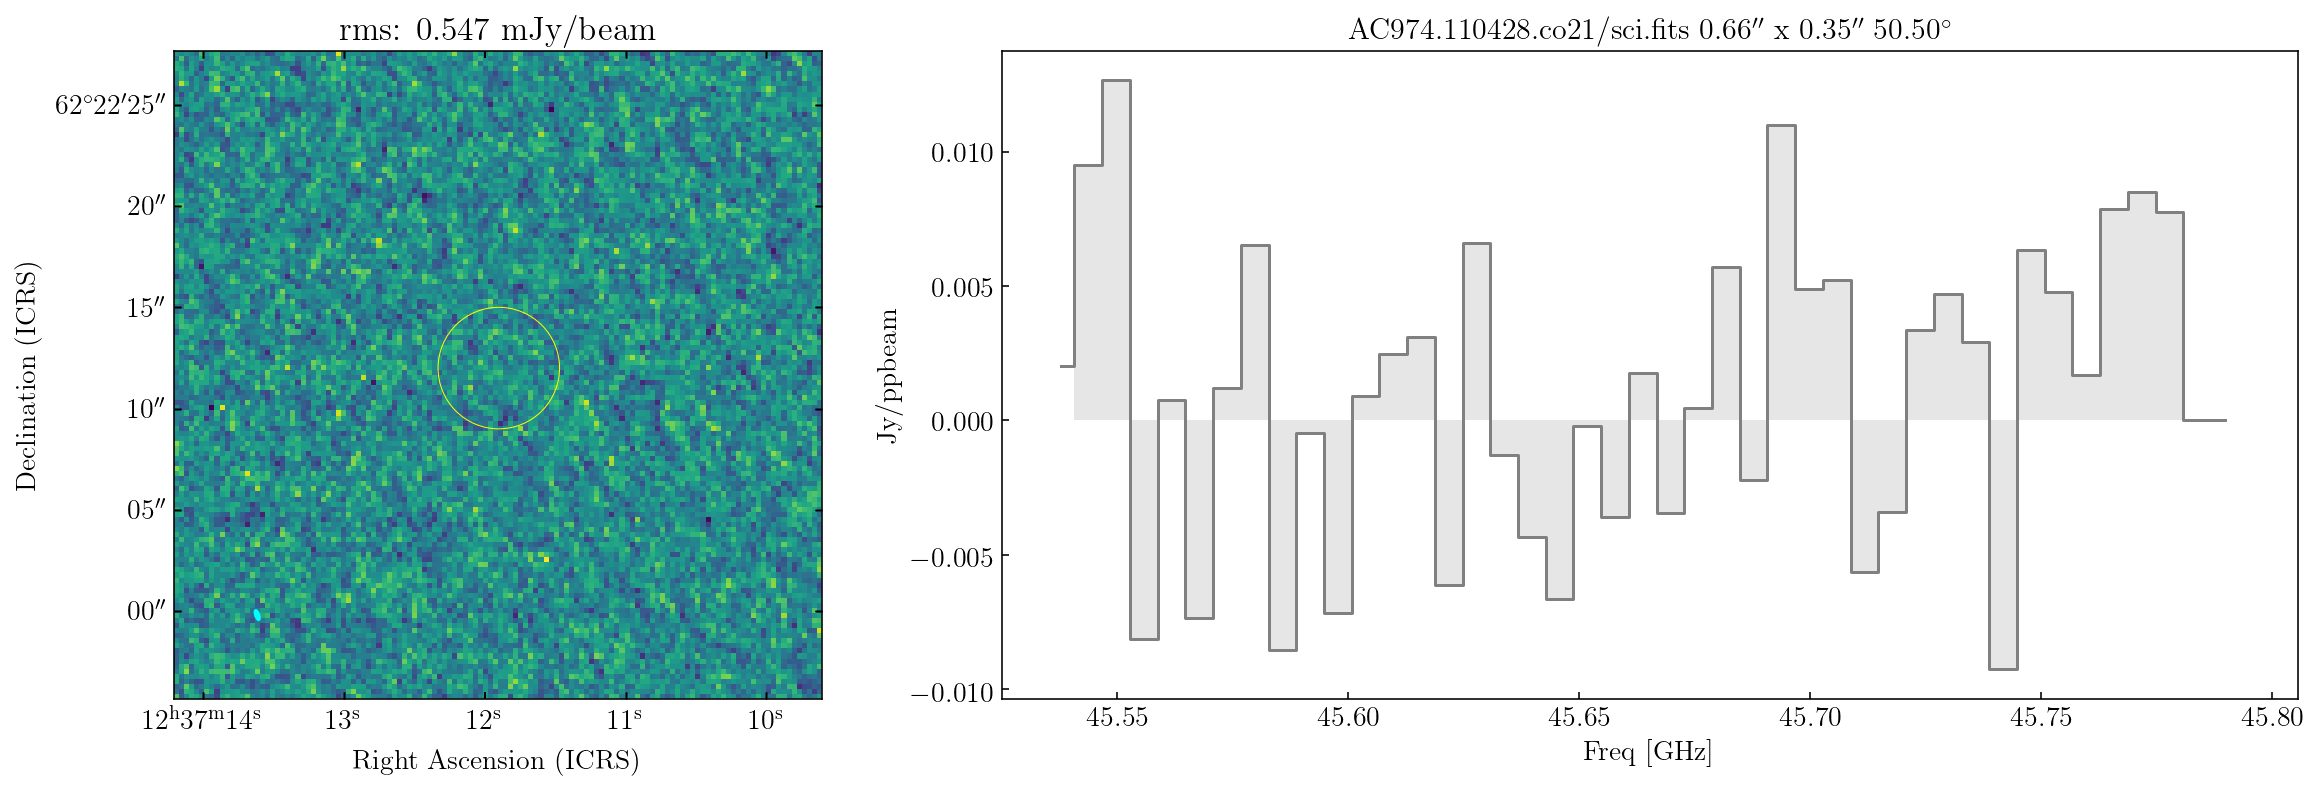 rms: 0.547 mJy/beam
62°22′25″
20″
15″
10″
05″
00″
12ʰ37ᵐ14ˢ 13ˢ 12ˢ 11ˢ 10ˢ
Right Ascension (ICRS)
Declination (ICRS)
AC974.110428.co21/sci.fits 0.66″ x 0.35″ 50.50°
0.010
0.005
0.000
−0.005
−0.010
45.55 45.60 45.65 45.70 45.75 45.80
Freq [GHz]
Jy/ppbeam